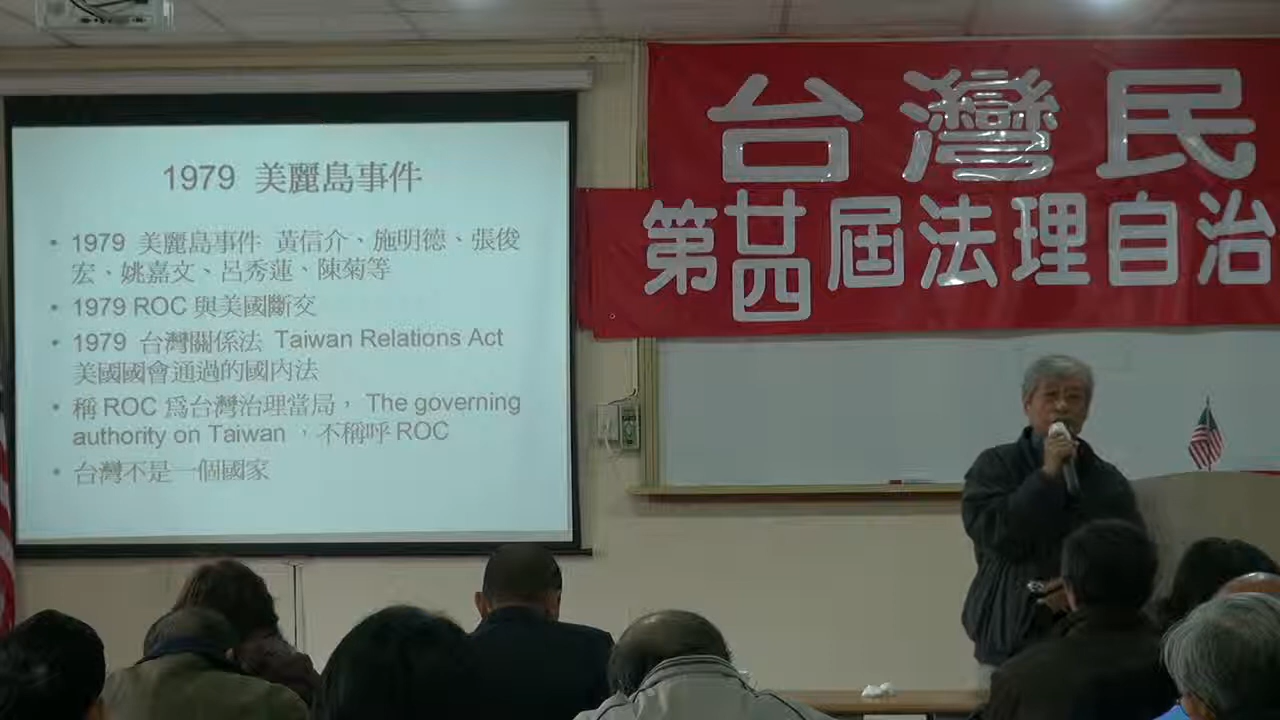 1979 美麗島事件
• 1979 美麗島事件 黃信介、施明德、張俊
宏、姚嘉文、呂秀蓮、陳菊等
• 1979 ROC 與美國斷交
• 1979 台灣關係法 Taiwan Relations Act
美國國會通過的國內法
• 稱 ROC 為台灣治理當局， The governing
authority on Taiwan ，不稱呼 ROC
• 台灣不是一個國家
台灣民
第廿四屆法理自治